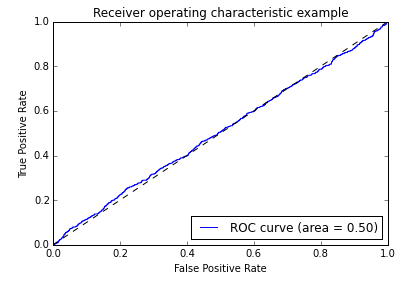 Receiver operating characteristic example
True Positive Rate
1.0
0.8
0.6
0.4
0.2
0.0
ROC curve (area = 0.50)
0.0 0.2 0.4 0.6 0.8 1.0
False Positive Rate